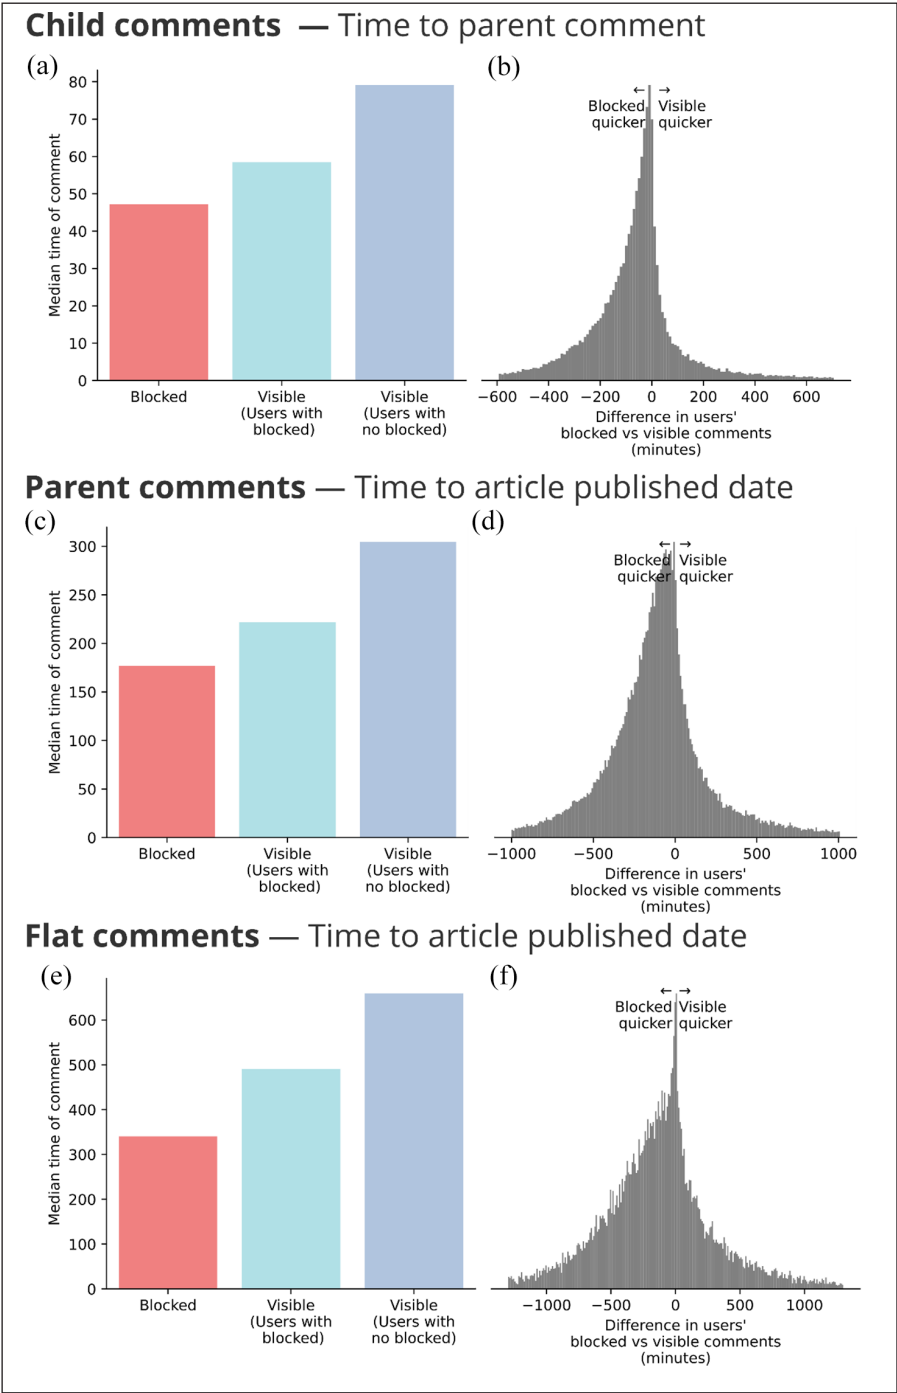 Child comments — Time to parent comment
(a)
Median time of comment
80
70
60
50
40
30
20
10
0
Blocked
Visible
(Users with
blocked)
Visible
(Users with
no blocked)
(b)
← →
Blocked Visible
quicker quicker
−600 −400 −200 0 200 400 600
Difference in users'
blocked vs visible comments
(minutes)
Parent comments — Time to article published date
(c)
Median time of comment
300
250
200
150
100
50
0
Blocked
Visible
(Users with
blocked)
Visible
(Users with
no blocked)
(d)
← →
Blocked Visible
quicker quicker
−1000 −500 0 500 1000
Difference in users'
blocked vs visible comments
(minutes)
Flat comments — Time to article published date
(e)
Median time of comment
600
500
400
300
200
100
0
Blocked
Visible
(Users with
blocked)
Visible
(Users with
no blocked)
(f)
← →
Blocked Visible
quicker quicker
−1000 −500 0 500 1000
Difference in users'
blocked vs visible comments
(minutes)